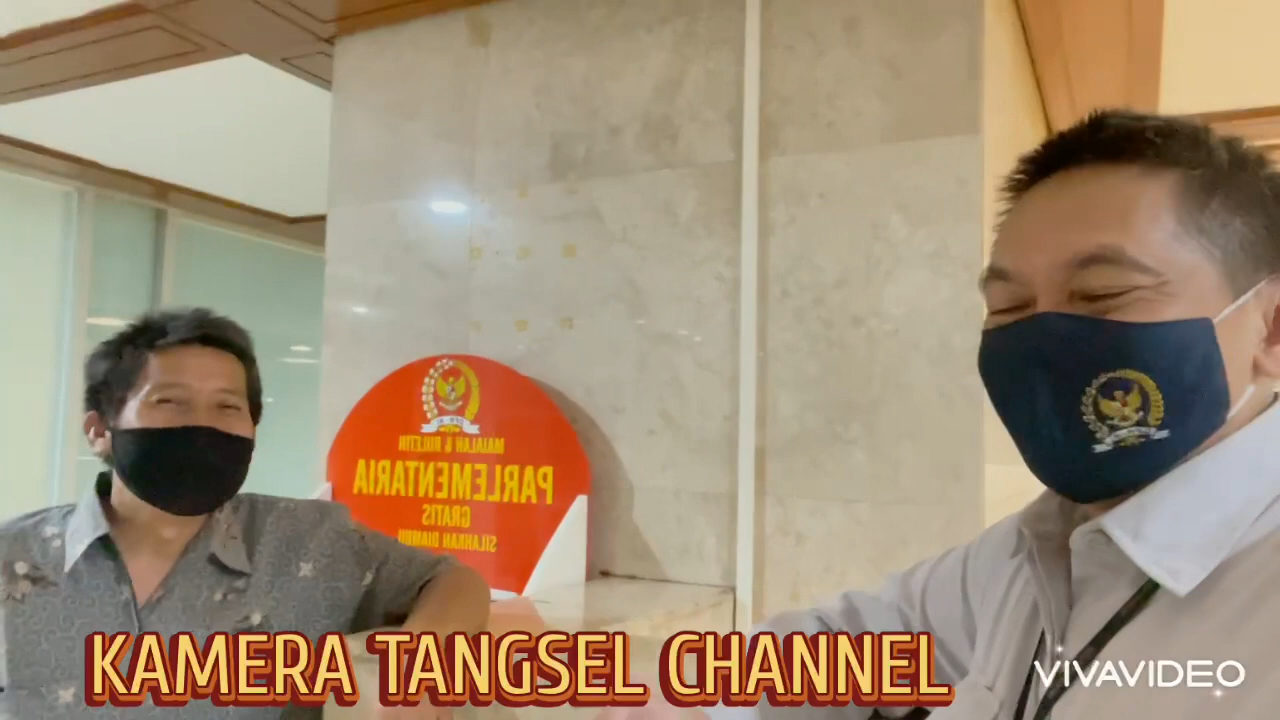 MAJALAH & BULETIN
PARLEMENTARIA
GRATIS
SILAHKAN DIAMBIL
KAMERA TANGSEL CHANNEL
VIVAVIDEO